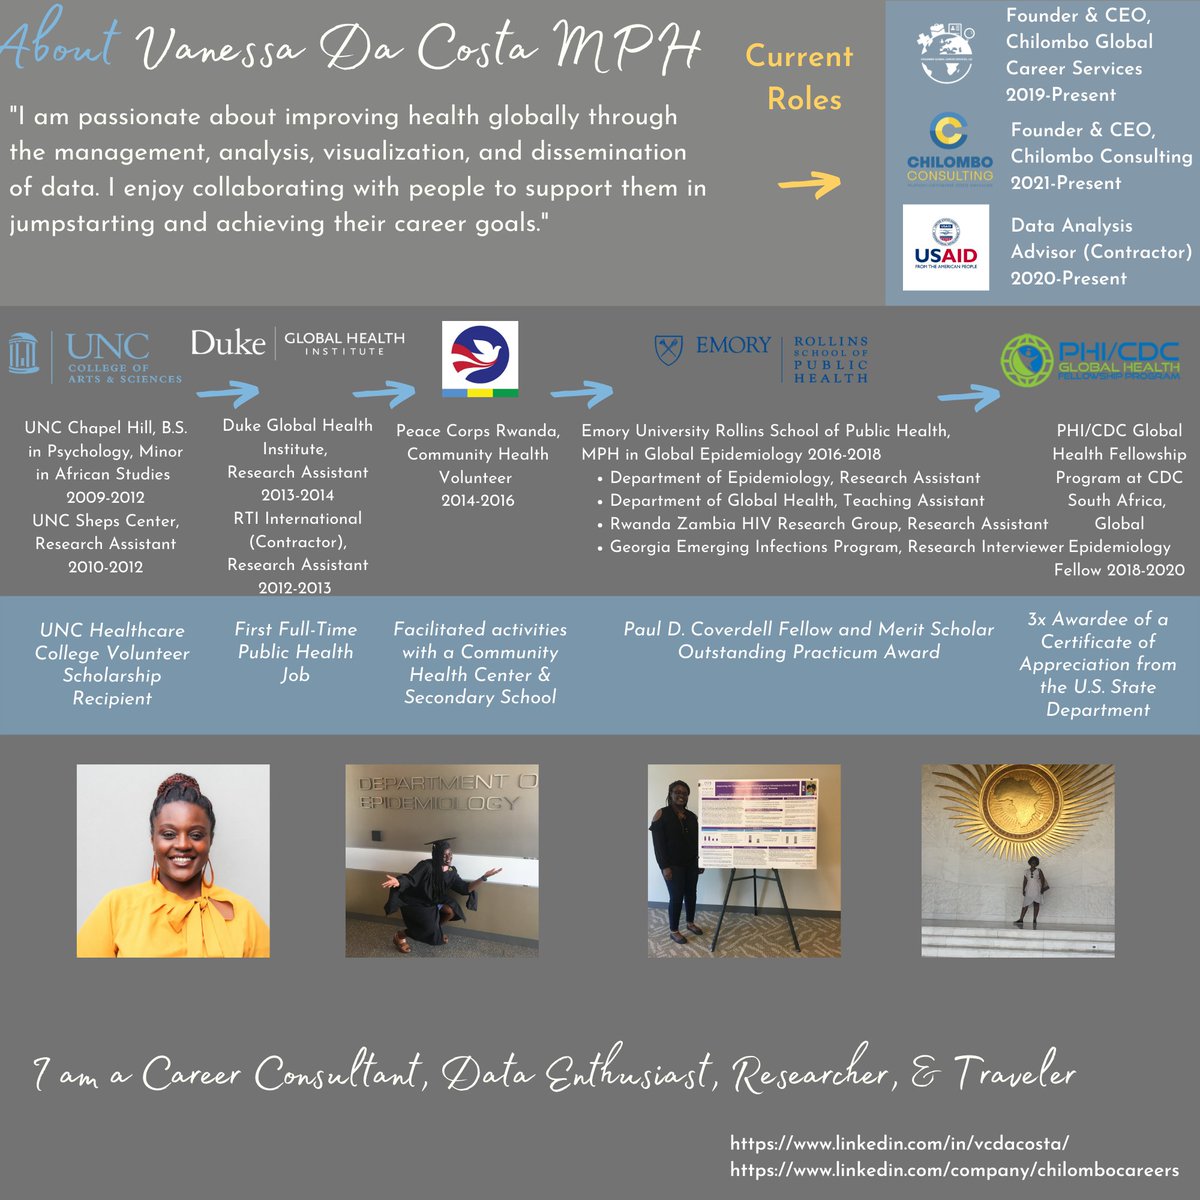 About Vanessa Da Costa MPH
"I am passionate about improving health globally through
the management, analysis, visualization, and dissemination
of data. I enjoy collaborating with people to support them in
jumpstarting and achieving their career goals."
Current
Roles
Founder & CEO,
Chilombo Global
Career Services
2019-Present
CHILOMBO
CONSULTING
Founder & CEO,
Chilombo Consulting
2021-Present
USAID
FROM THE AMERICAN PEOPLE
Data Analysis
Advisor (Contractor)
2020-Present
UNC
COLLEGE OF
ARTS & SCIENCES
UNC Chapel Hill, B.S.
in Psychology, Minor
in African Studies
2009-2012
UNC Sheps Center,
Research Assistant
2010-2012
Duke
GLOBAL HEALTH
INSTITUTE
Duke Global Health
Institute,
Research Assistant
2013-2014
RTI International
(Contractor),
Research Assistant
2012-2013
Peace Corps Rwanda,
Community Health
Volunteer
2014-2016
EMORY
ROLLINS
SCHOOL OF
PUBLIC
HEALTH
Emory University Rollins School of Public Health,
MPH in Global Epidemiology 2016-2018
• Department of Epidemiology, Research Assistant
• Department of Global Health, Teaching Assistant
• Rwanda Zambia HIV Research Group, Research Assistant
• Georgia Emerging Infections Program, Research Interviewer
PHI/CDC
GLOBAL HEALTH
FELLOWSHIP PROGRAM
PHI/CDC Global
Health Fellowship
Program at CDC
South Africa,
Global
Epidemiology
Fellow 2018-2020
UNC Healthcare
College Volunteer
Scholarship
Recipient
First Full-Time
Public Health
Job
Facilitated activities
with a Community
Health Center &
Secondary School
Paul D. Coverdell Fellow and Merit Scholar
Outstanding Practicum Award
3x Awardee of a
Certificate of
Appreciation from
the U.S. State
Department
DEPARTMENT O
EPIDEMIOLOGY
I am a Career Consultant, Data Enthusiast, Researcher, & Traveler
https://www.linkedin.com/in/vcdacosta/
https://www.linkedin.com/company/chilombocareers